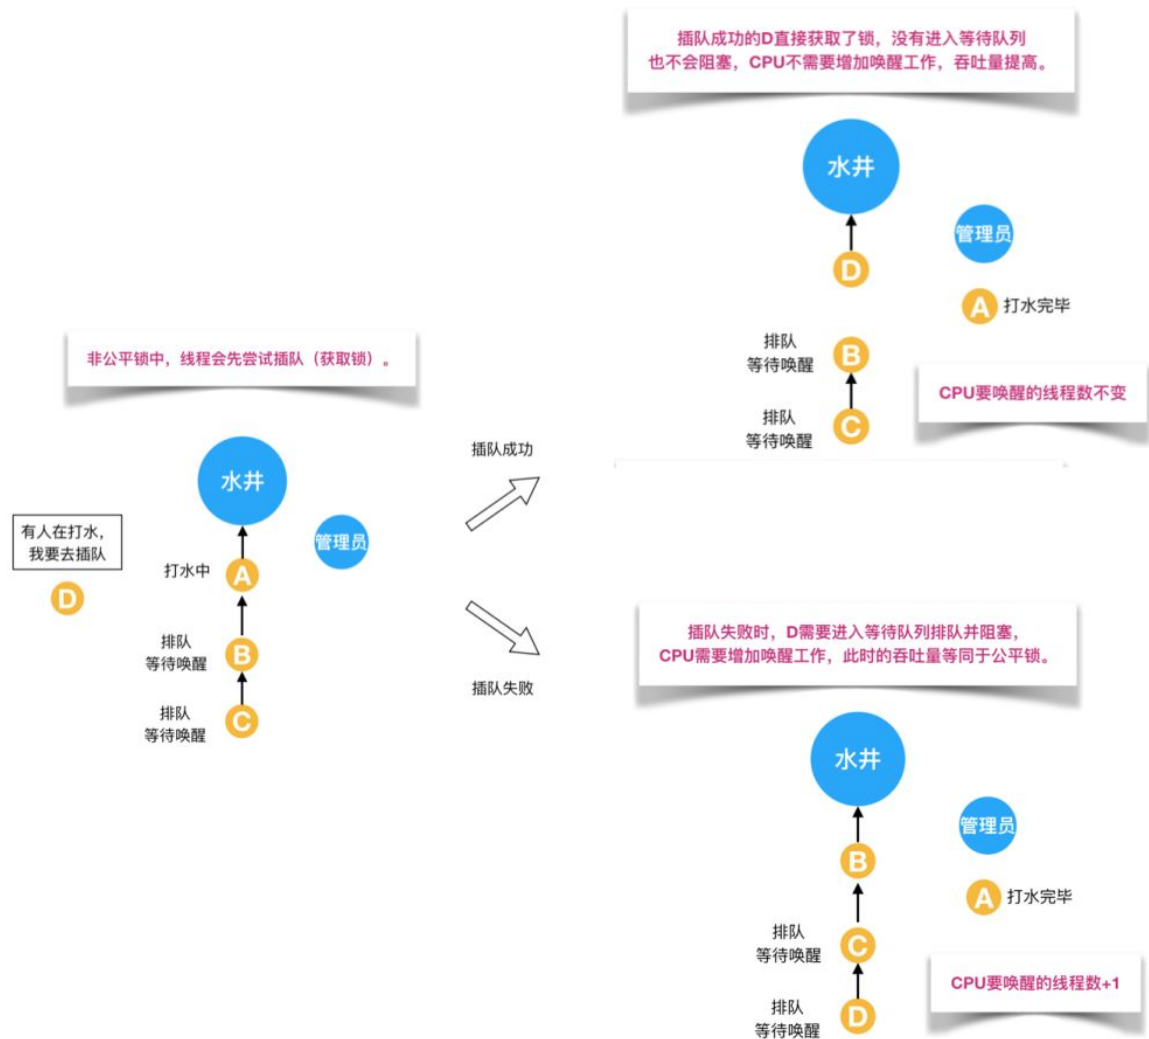 非公平锁中，线程会先尝试插队（获取锁）。
水井
有人在打水，
我要去插队
管理员
D
打水中
A
排队
等待唤醒
B
排队
等待唤醒
C
插队成功
插队失败
插队成功的D直接获取了锁，没有进入等待队列
也不会阻塞，CPU不需要增加唤醒工作，吞吐量提高。
水井
管理员
D
A
打水完毕
排队
等待唤醒
B
CPU要唤醒的线程数不变
排队
等待唤醒
C
插队失败时，D需要进入等待队列排队并阻塞，
CPU需要增加唤醒工作，此时的吞吐量等同于公平锁。
水井
管理员
B
A
打水完毕
排队
等待唤醒
C
CPU要唤醒的线程数+1
排队
等待唤醒
D